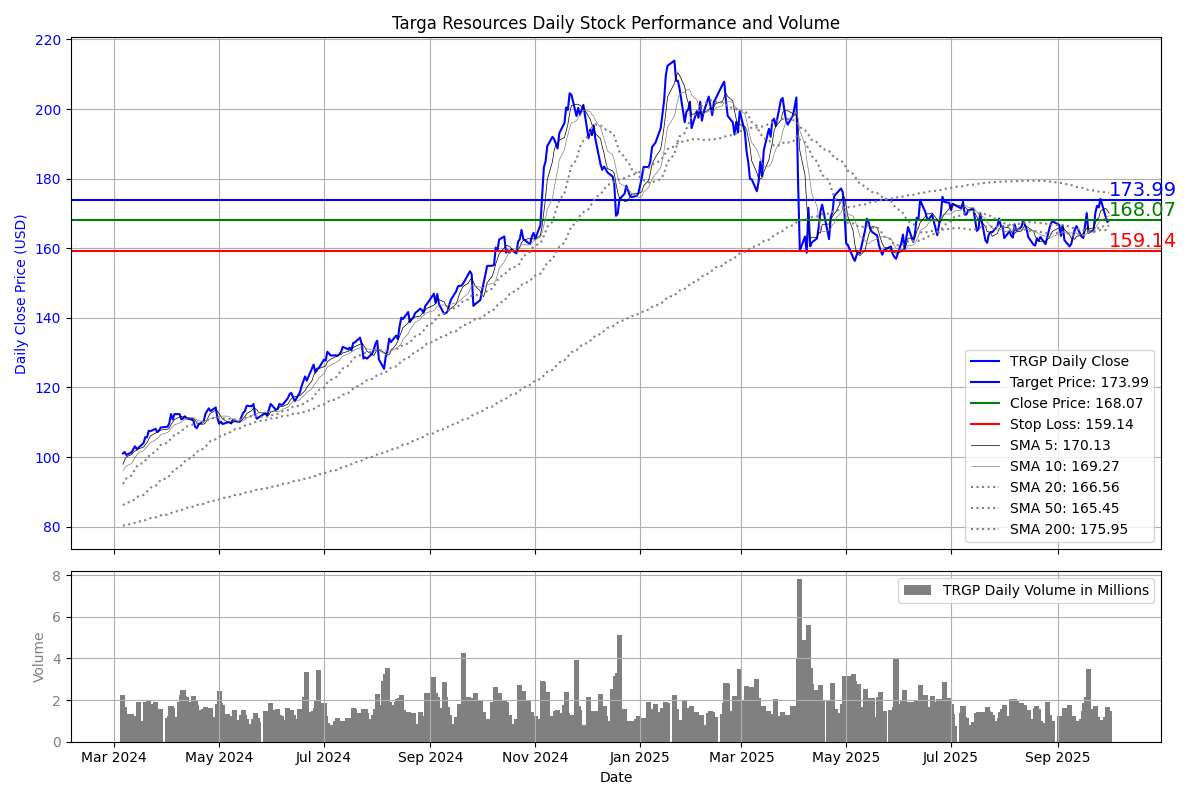 Targa Resources Daily Stock Performance and Volume
220
200
180
160
140
120
100
80
Daily Close Price (USD)
173.99
168.07
159.14
TRGP Daily Close
Target Price: 173.99
Close Price: 168.07
Stop Loss: 159.14
SMA 5: 170.13
SMA 10: 169.27
SMA 20: 166.56
SMA 50: 165.45
SMA 200: 175.95
8
6
4
2
0
Volume
TRGP Daily Volume in Millions
Mar 2024 May 2024 Jul 2024 Sep 2024 Nov 2024 Jan 2025 Mar 2025 May 2025 Jul 2025 Sep 2025
Date